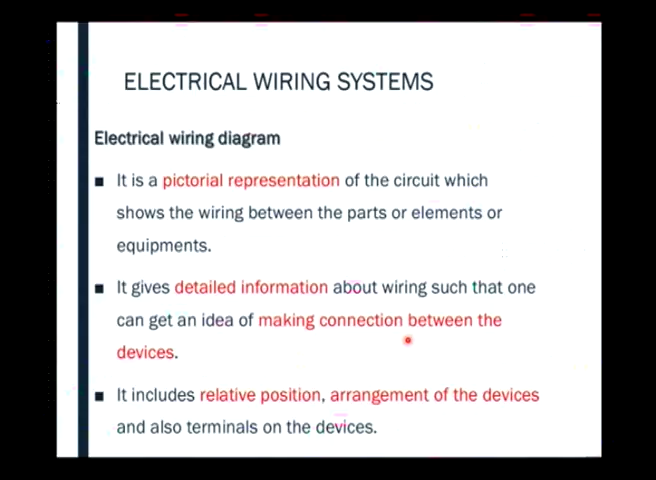 ELECTRICAL WIRING SYSTEMS
Electrical wiring diagram
■ It is a pictorial representation of the circuit which
shows the wiring between the parts or elements or
equipments.
■ It gives detailed information about wiring such that one
can get an idea of making connection between the
devices.
■ It includes relative position, arrangement of the devices
and also terminals on the devices.